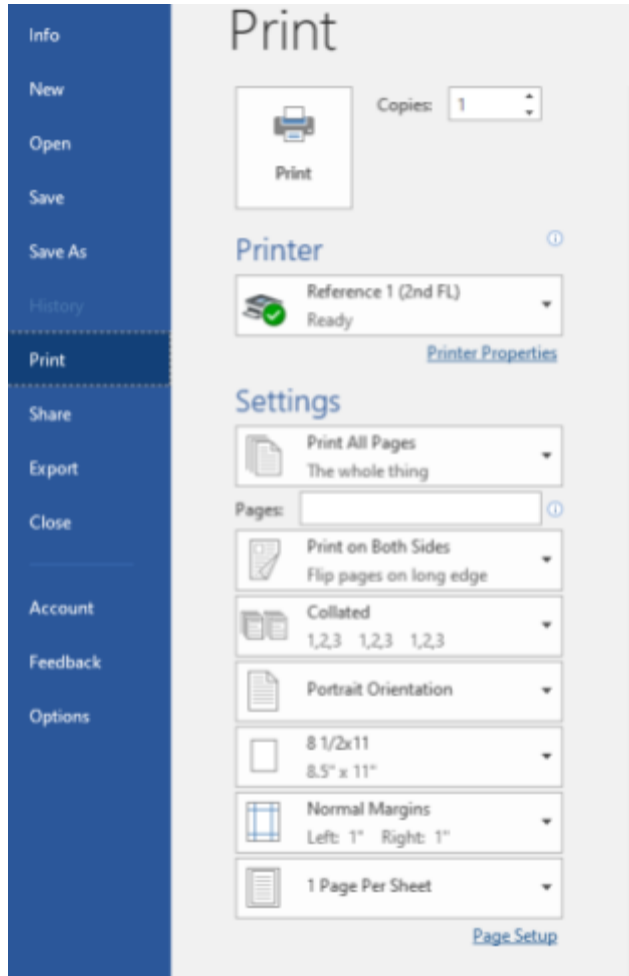 Info
New
Open
Save
Save As
History
Print
Share
Export
Close
Account
Feedback
Options
Print
Copies: 1
Print
Printer
Reference 1 (2nd FL)
Ready
Printer Properties
Settings
Print All Pages
The whole thing
Pages:
Print on Both Sides
Flip pages on long edge
Collated
1,2,3 1,2,3 1,2,3
Portrait Orientation
8 1/2x11
8.5" x 11"
Normal Margins
Left: 1" Right: 1"
1 Page Per Sheet
Page Setup